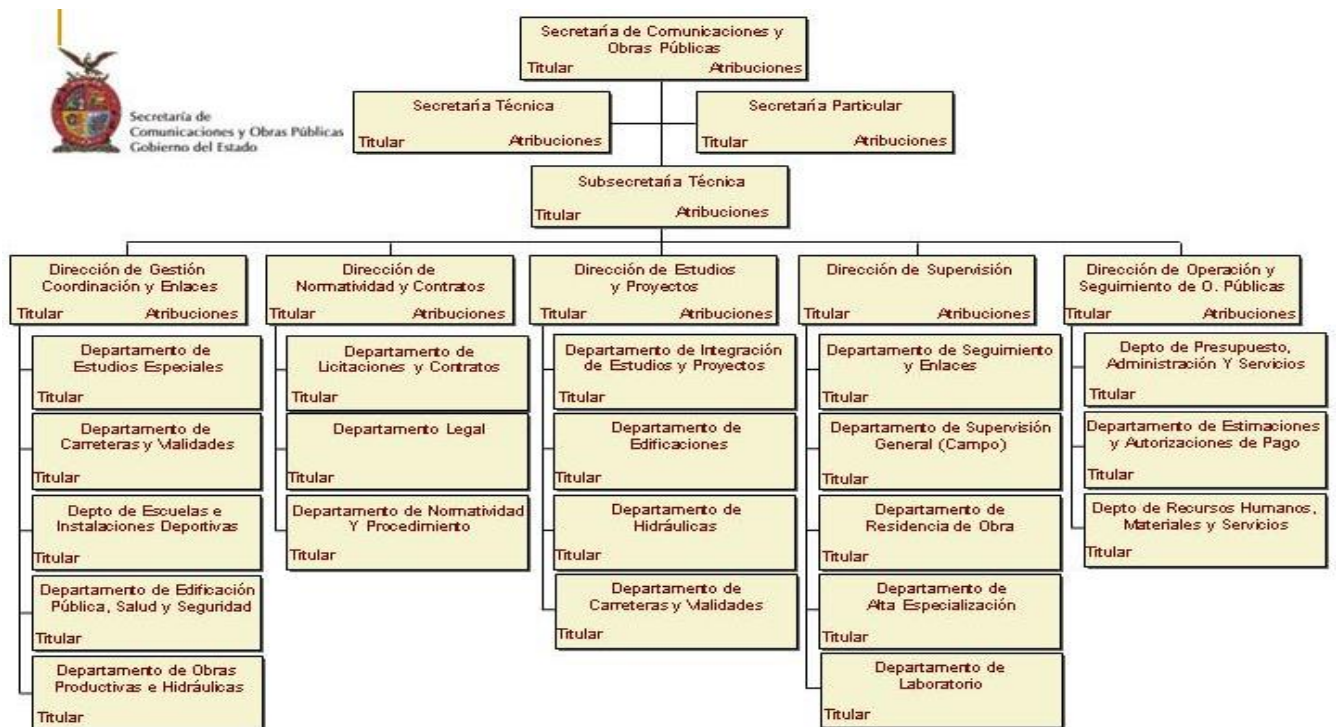 Secretaría de
Comunicaciones y Obras Públicas
Gobierno del Estado
Secretaría de Comunicaciones y
Obras Públicas
Titular Atribuciones
Secretaría Técnica
Titular Atribuciones
Secretaría Particular
Titular Atribuciones
Subsecretaría Técnica
Titular Atribuciones
Dirección de Gestión
Coordinación y Enlaces
Titular Atribuciones
Departamento de
Estudios Especiales
Titular
Departamento de
Carreteras y Vialidades
Titular
Depto de Escuelas e
Instalaciones Deportivas
Titular
Departamento de Edificación
Pública, Salud y Seguridad
Titular
Departamento de Obras
Productivas e Hidráulicas
Titular
Dirección de
Normatividad y Contratos
Titular Atribuciones
Departamento de
Licitaciones y Contratos
Titular
Departamento Legal
Titular
Departamento de Normatividad
Y Procedimiento
Titular
Dirección de Estudios
y Proyectos
Titular Atribuciones
Departamento de Integración
de Estudios y Proyectos
Titular
Departamento de
Edificaciones
Titular
Departamento de
Hidráulicas
Titular
Departamento de
Carreteras y Vialidades
Titular
Dirección de Supervisión
Titular Atribuciones
Departamento de Seguimiento
y Enlaces
Titular
Departamento de Supervisión
General (Campo)
Titular
Departamento de
Residencia de Obra
Titular
Departamento de
Alta Especialización
Titular
Departamento de
Laboratorio
Titular
Dirección de Operación y
Seguimiento de O. Públicas
Titular Atribuciones
Depto de Presupuesto,
Administración Y Servicios
Titular
Departamento de Estimaciones
y Autorizaciones de Pago
Titular
Depto de Recursos Humanos,
Materiales y Servicios
Titular